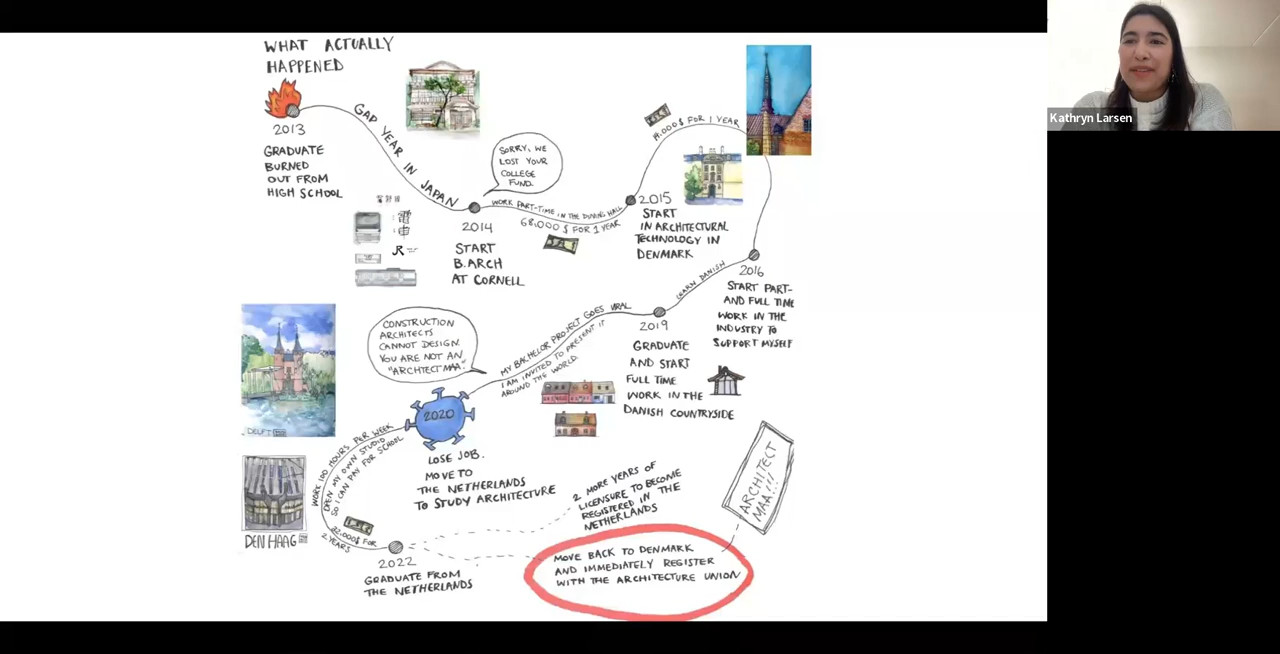 WHAT ACTUALLY
HAPPENED
2013
GRADUATE
BURNED
OUT FROM
HIGH SCHOOL
GAP YEAR IN JAPAN
SORRY, WE
LOST YOUR
COLLEGE
FUND.
2014
START
B.ARCH
AT CORNELL
WORK PART-TIME IN THE DINING HALL
68.000 $ FOR 1 YEAR
2015
START
IN ARCHITECTURAL
TECHNOLOGY IN
DENMARK
14.000 $ FOR 1 YEAR
2016
START PART-
AND FULL TIME
WORK IN THE
INDUSTRY TO
SUPPORT MYSELF
LEARN DANISH
2019
GRADUATE
AND START
FULL TIME
WORK IN THE
DANISH COUNTRYSIDE
MY BACHELOR PROJECT GOES VIRAL
I AM INVITED TO PRESENT IT
AROUND THE WORLD.
CONSTRUCTION
ARCHITECTS
CANNOT DESIGN.
YOU ARE NOT AN
"ARCHITECT MAA."
2020
LOSE JOB.
MOVE TO
THE NETHERLANDS
TO STUDY ARCHITECTURE
WORK 100 HOURS PER WEEK
OPEN MY OWN STUDIO
SO I CAN PAY FOR SCHOOL
22.000$ FOR
2 YEARS
DELFT
DEN HAAG
2022
GRADUATE FROM
THE NETHERLANDS
2 MORE YEARS OF
LICENSURE TO BECOME
REGISTERED IN THE
NETHERLANDS
MOVE BACK TO DENMARK
AND IMMEDIATELY REGISTER
WITH THE ARCHITECTURE UNION
ARCHITECT
MAA!!!
Kathryn Larsen